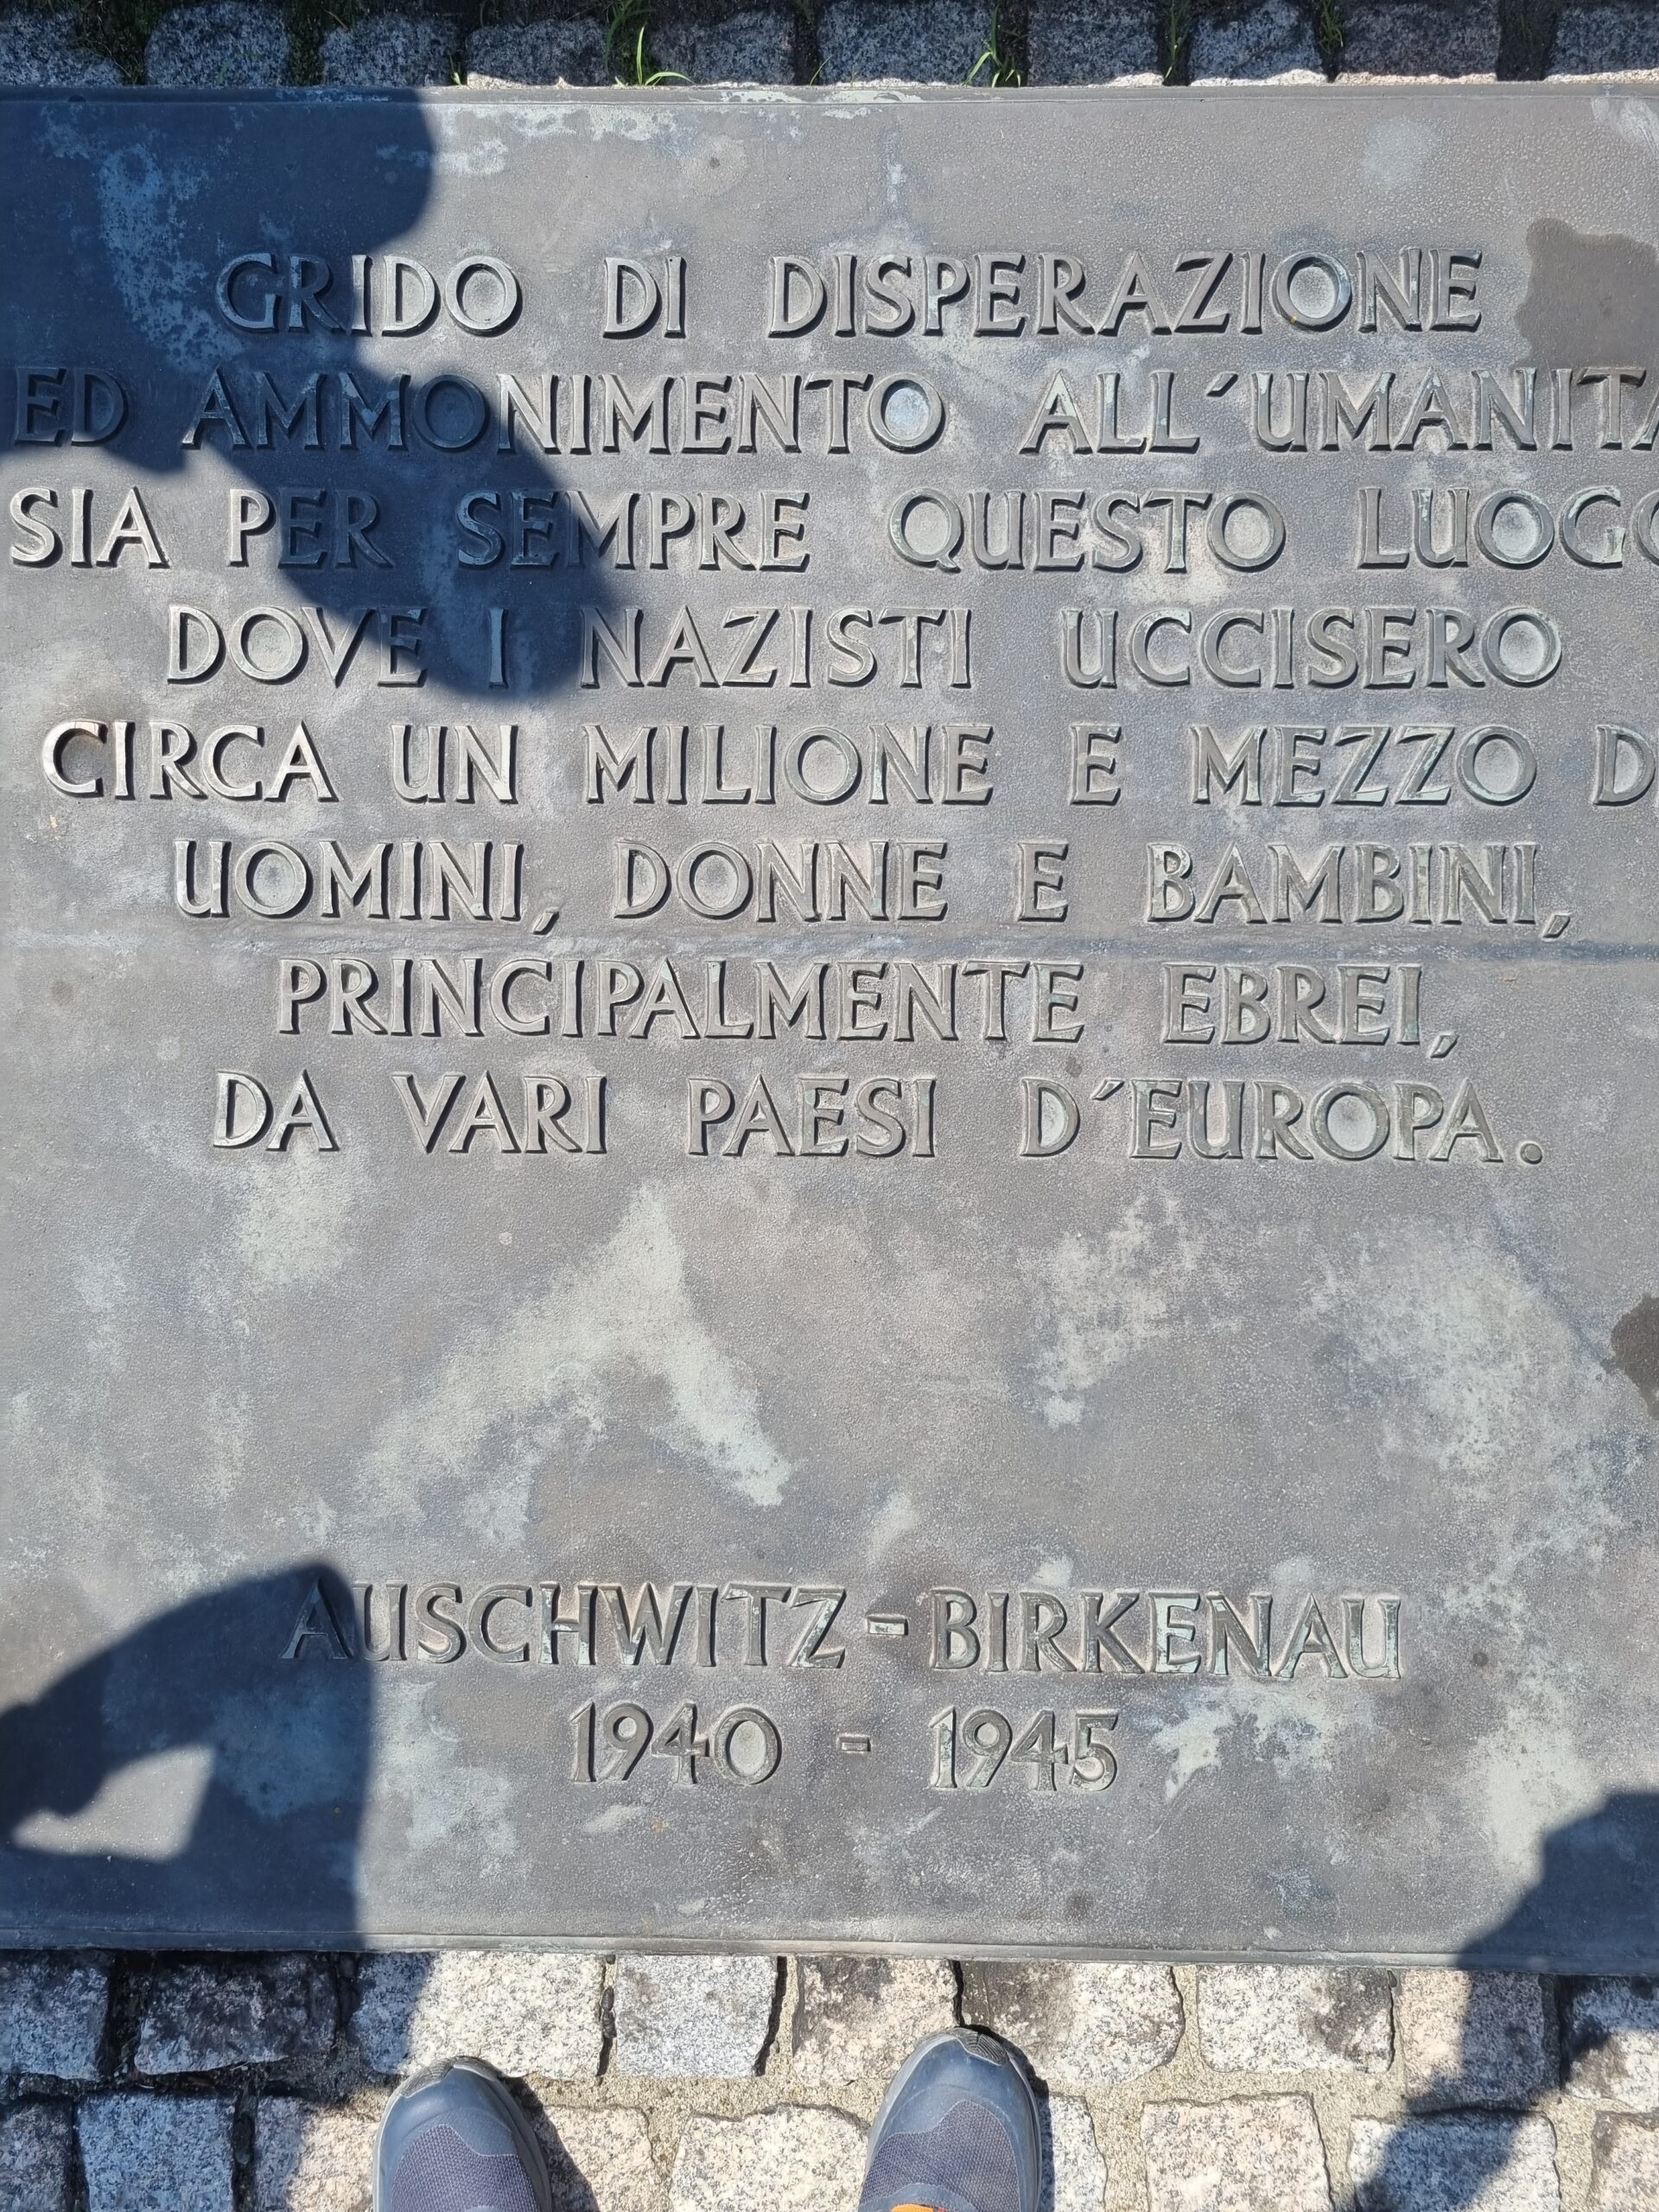 GRIDO DI DISPERAZIONE
ED AMMONIMENTO ALL´UMANITA
SIA PER SEMPRE QUESTO LUOGO
DOVE I NAZISTI UCCISERO
CIRCA UN MILIONE E MEZZO D
UOMINI, DONNE E BAMBINI,
PRINCIPALMENTE EBREI,
DA VARI PAESI D´EUROPA.
AUSCHWITZ-BIRKENAU
1940 - 1945